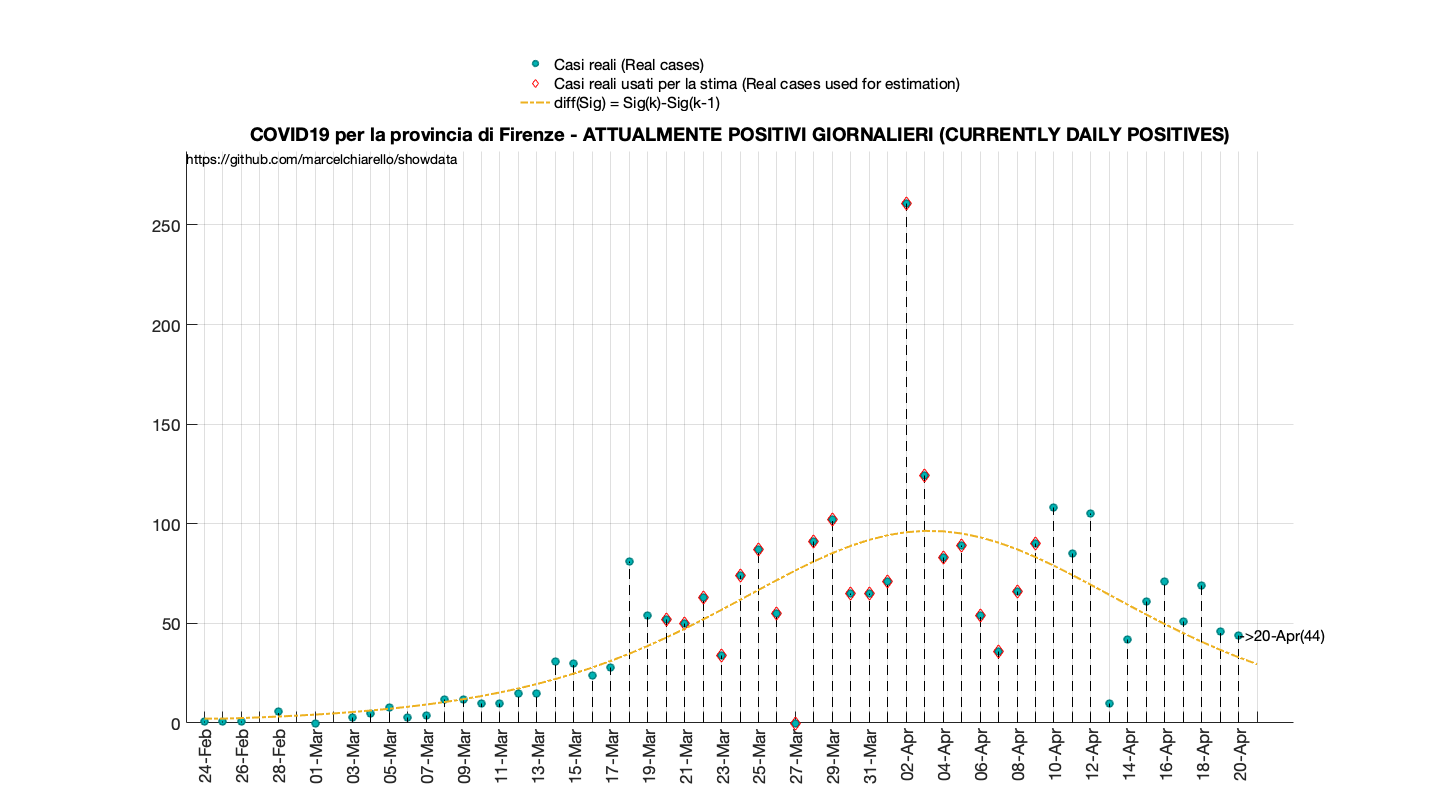 Casi reali (Real cases)
Casi reali usati per la stima (Real cases used for estimation)
diff(Sig) = Sig(k)-Sig(k-1)
COVID19 per la provincia di Firenze - ATTUALMENTE POSITIVI GIORNALIERI (CURRENTLY DAILY POSITIVES)
https://github.com/marcelchiarello/showdata
250
200
150
100
50
0
->20-Apr(44)
24-Feb
26-Feb
28-Feb
01-Mar
03-Mar
05-Mar
07-Mar
09-Mar
11-Mar
13-Mar
15-Mar
17-Mar
19-Mar
21-Mar
23-Mar
25-Mar
27-Mar
29-Mar
31-Mar
02-Apr
04-Apr
06-Apr
08-Apr
10-Apr
12-Apr
14-Apr
16-Apr
18-Apr
20-Apr